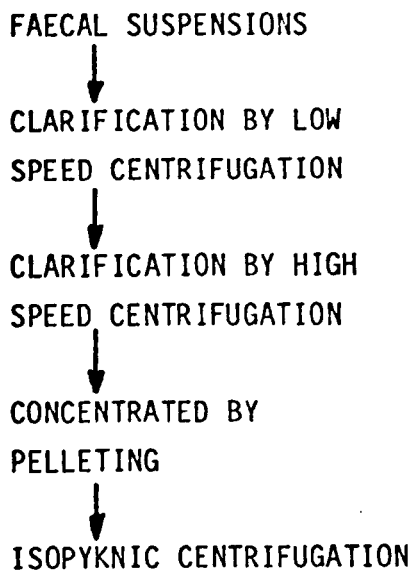 FAECAL SUSPENSIONS
CLARIFICATION BY LOW
SPEED CENTRIFUGATION
CLARIFICATION BY HIGH
SPEED CENTRIFUGATION
CONCENTRATED BY
PELLETING
ISOPYKNIC CENTRIFUGATION